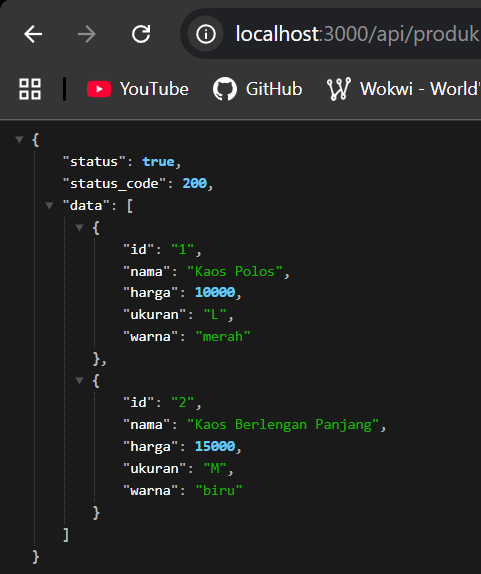 localhost:3000/api/produk
YouTube GitHub Wokwi - World'
{
"status": true,
"status_code": 200,
"data": [
{
"id": "1",
"nama": "Kaos Polos",
"harga": 10000,
"ukuran": "L",
"warna": "merah"
},
{
"id": "2",
"nama": "Kaos Berlengan Panjang",
"harga": 15000,
"ukuran": "M",
"warna": "biru"
}
]
}